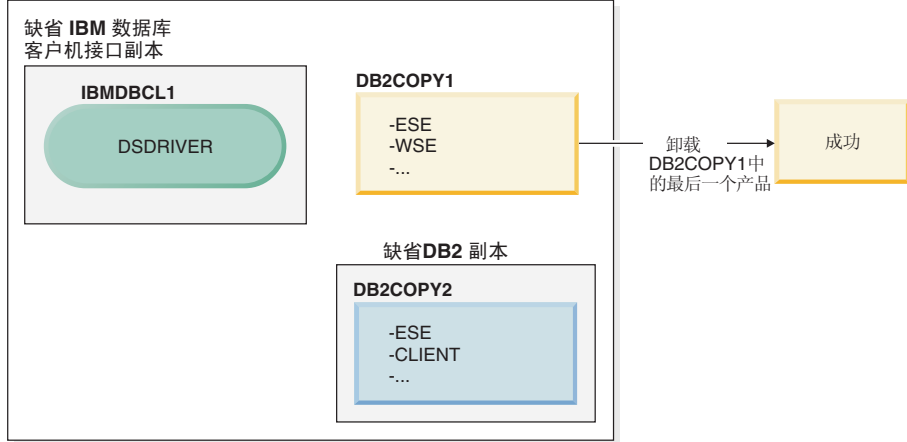 缺省 IBM 数据库
客户机接口副本
IBMDBCL1
DSDRIVER
DB2COPY1
-ESE
-WSE
-...
卸载
DB2COPY1中
的最后一个产品
成功
缺省DB2 副本
DB2COPY2
-ESE
-CLIENT
-...